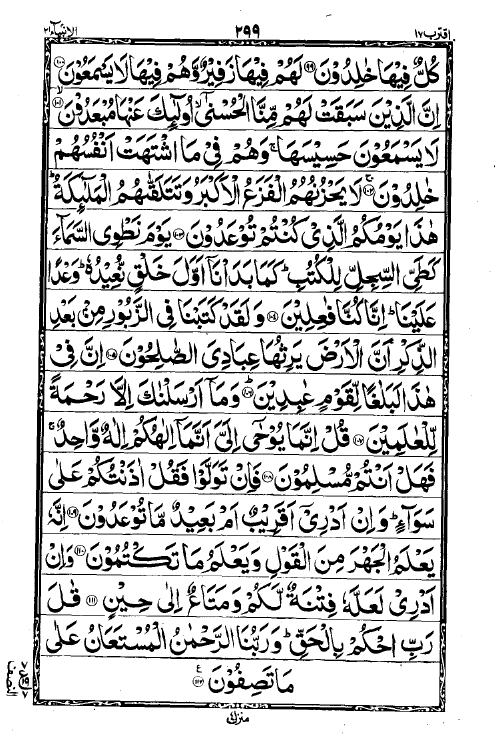 اقترب ١٧ ٢٩٩ الانبيآء ٢١
كُلٌّ فِيْهَا خٰلِدُوْنَ ﴿٩٩﴾ لَهُمْ فِيْهَا زَفِيْرٌ وَّهُمْ فِيْهَا لَا يَسْمَعُوْنَ ﴿١٠٠﴾
اِنَّ الَّذِيْنَ سَبَقَتْ لَهُمْ مِّنَّا الْحُسْنٰٓىۙ اُولٰٓئِكَ عَنْهَا مُبْعَدُوْنَۙ ﴿١٠١﴾
لَا يَسْمَعُوْنَ حَسِيْسَهَاۚ وَهُمْ فِيْ مَا اشْتَهَتْ اَنْفُسُهُمْ
خٰلِدُوْنَۚ ﴿١٠٢﴾ لَا يَحْزُنُهُمُ الْفَزَعُ الْاَكْبَرُ وَتَتَلَقّٰىهُمُ الْمَلٰٓئِكَةُؕ
هٰذَا يَوْمُكُمُ الَّذِيْ كُنْتُمْ تُوْعَدُوْنَ ﴿١٠٣﴾ يَوْمَ نَطْوِي السَّمَآءَ
كَطَيِّ السِّجِلِّ لِلْكُتُبِؕ كَمَا بَدَاْنَاۤ اَوَّلَ خَلْقٍ نُّعِيْدُهٗؕ وَعْدًا
عَلَيْنَاؕ اِنَّا كُنَّا فٰعِلِيْنَ ﴿١٠٤﴾ وَلَقَدْ كَتَبْنَا فِي الزَّبُوْرِ مِنْۢ بَعْدِ
الذِّكْرِ اَنَّ الْاَرْضَ يَرِثُهَا عِبَادِيَ الصّٰلِحُوْنَ ﴿١٠٥﴾ اِنَّ فِيْ
هٰذَا لَبَلٰغًا لِّقَوْمٍ عٰبِدِيْنَؕ ﴿١٠٦﴾ وَمَاۤ اَرْسَلْنٰكَ اِلَّا رَحْمَةً
لِّلْعٰلَمِيْنَ ﴿١٠٧﴾ قُلْ اِنَّمَا يُوْحٰۤى اِلَيَّ اَنَّمَاۤ اِلٰهُكُمْ اِلٰهٌ وَّاحِدٌۚ
فَهَلْ اَنْتُمْ مُّسْلِمُوْنَ ﴿١٠٨﴾ فَاِنْ تَوَلَّوْا فَقُلْ اٰذَنْتُكُمْ عَلٰى
سَوَآءٍؕ وَاِنْ اَدْرِيْۤ اَقَرِيْبٌ اَمْ بَعِيْدٌ مَّا تُوْعَدُوْنَ ﴿١٠٩﴾ اِنَّهٗ
يَعْلَمُ الْجَهْرَ مِنَ الْقَوْلِ وَيَعْلَمُ مَا تَكْتُمُوْنَ ﴿١١٠﴾ وَاِنْ
اَدْرِيْ لَعَلَّهٗ فِتْنَةٌ لَّكُمْ وَمَتَاعٌ اِلٰى حِيْنٍ ﴿١١١﴾ قٰلَ
رَبِّ احْكُمْ بِالْحَقِّؕ وَرَبُّنَا الرَّحْمٰنُ الْمُسْتَعَانُ عَلٰى
مَا تَصِفُوْنَ ﴿١١٢﴾
النصف
منزل